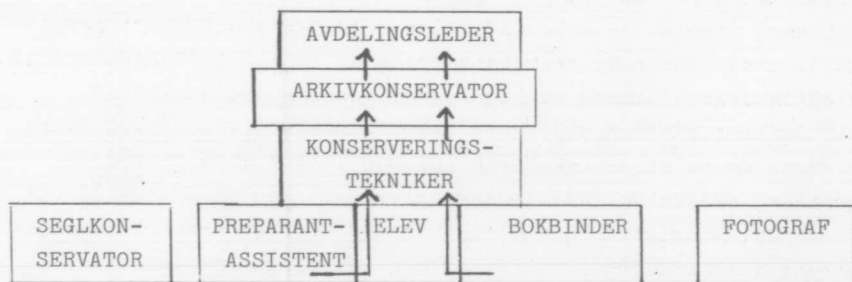 AVDELINGSLEDER
ARKIVKONSERVATOR
KONSERVERINGS-
TEKNIKER
SEGLKON-
SERVATOR
PREPARANT-
ASSISTENT
ELEV
BOKBINDER
FOTOGRAF